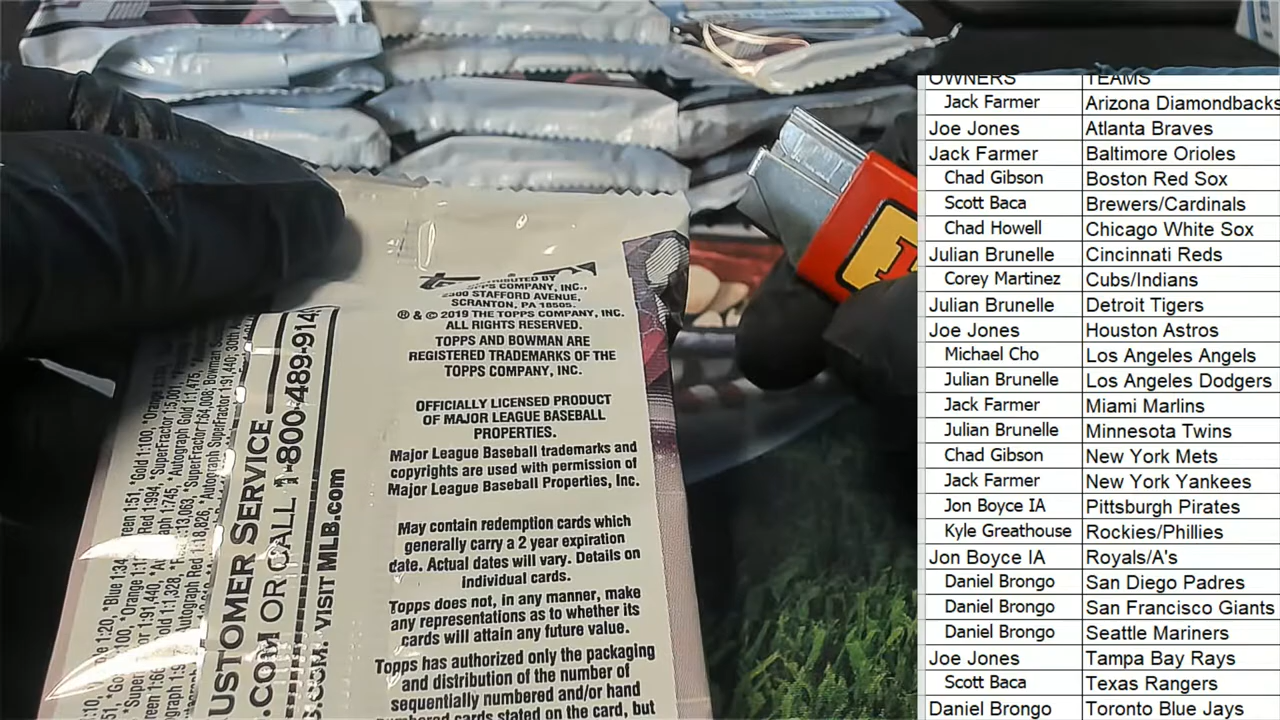 TRIBUTED BY
TOPPS COMPANY, INC.,
STAFFORD AVENUE,
SCRANTON, PA 18505.
® & © 2019 THE TOPPS COMPANY, INC.
ALL RIGHTS RESERVED.
TOPPS AND BOWMAN ARE
REGISTERED TRADEMARKS OF THE
TOPPS COMPANY, INC.
OFFICIALLY LICENSED PRODUCT
OF MAJOR LEAGUE BASEBALL
PROPERTIES.
Major League Baseball trademarks and
copyrights are used with permission of
Major League Baseball Properties, Inc.
May contain redemption cards which
generally carry a 2 year expiration
date. Actual dates will vary. Details on
individual cards.
Topps does not, in any manner, make
any representations as to whether its
cards will attain any future value.
Topps has authorized only the packaging
and distribution of the number of
sequentially numbered and/or hand
cards stated on the card, but
USTOMER SERVICE
.COM OR CALL 1-800-489-914
.COM. VISIT MLB.com
OWNERS TEAMS
Jack Farmer Arizona Diamondbacks
Joe Jones Atlanta Braves
Jack Farmer Baltimore Orioles
Chad Gibson Boston Red Sox
Scott Baca Brewers/Cardinals
Chad Howell Chicago White Sox
Julian Brunelle Cincinnati Reds
Corey Martinez Cubs/Indians
Julian Brunelle Detroit Tigers
Joe Jones Houston Astros
Michael Cho Los Angeles Angels
Julian Brunelle Los Angeles Dodgers
Jack Farmer Miami Marlins
Julian Brunelle Minnesota Twins
Chad Gibson New York Mets
Jack Farmer New York Yankees
Jon Boyce IA Pittsburgh Pirates
Kyle Greathouse Rockies/Phillies
Jon Boyce IA Royals/A's
Daniel Brongo San Diego Padres
Daniel Brongo San Francisco Giants
Daniel Brongo Seattle Mariners
Joe Jones Tampa Bay Rays
Scott Baca Texas Rangers
Daniel Brongo Toronto Blue Jays